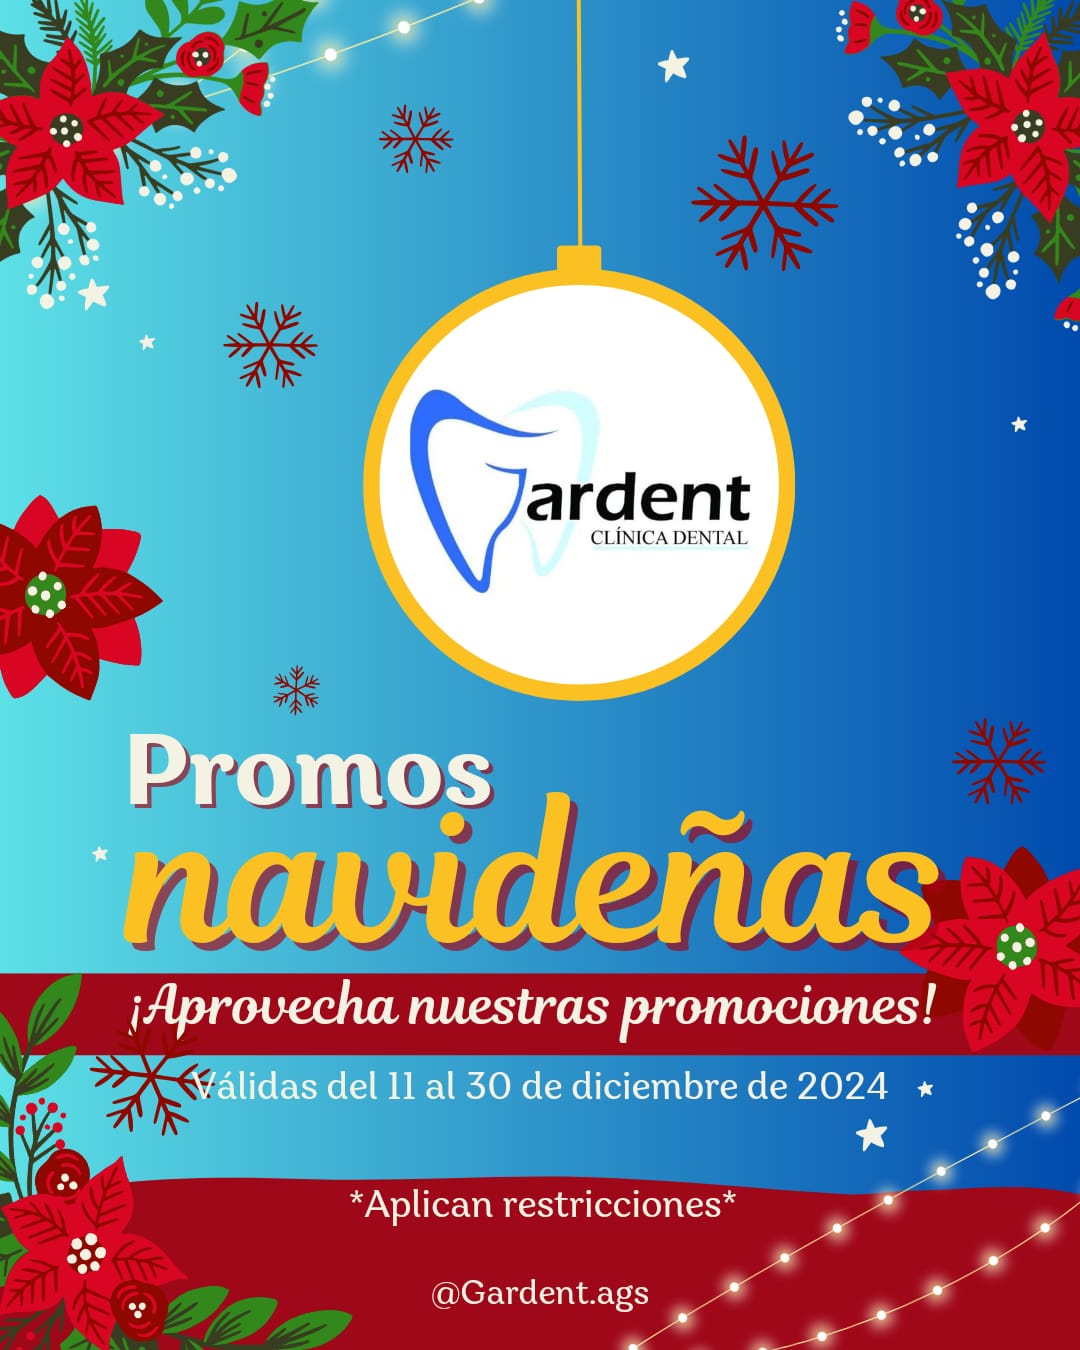 Gardent
CLÍNICA DENTAL
Promos
navideñas
¡Aprovecha nuestras promociones!
Válidas del 11 al 30 de diciembre de 2024
*Aplican restricciones*
@Gardent.ags